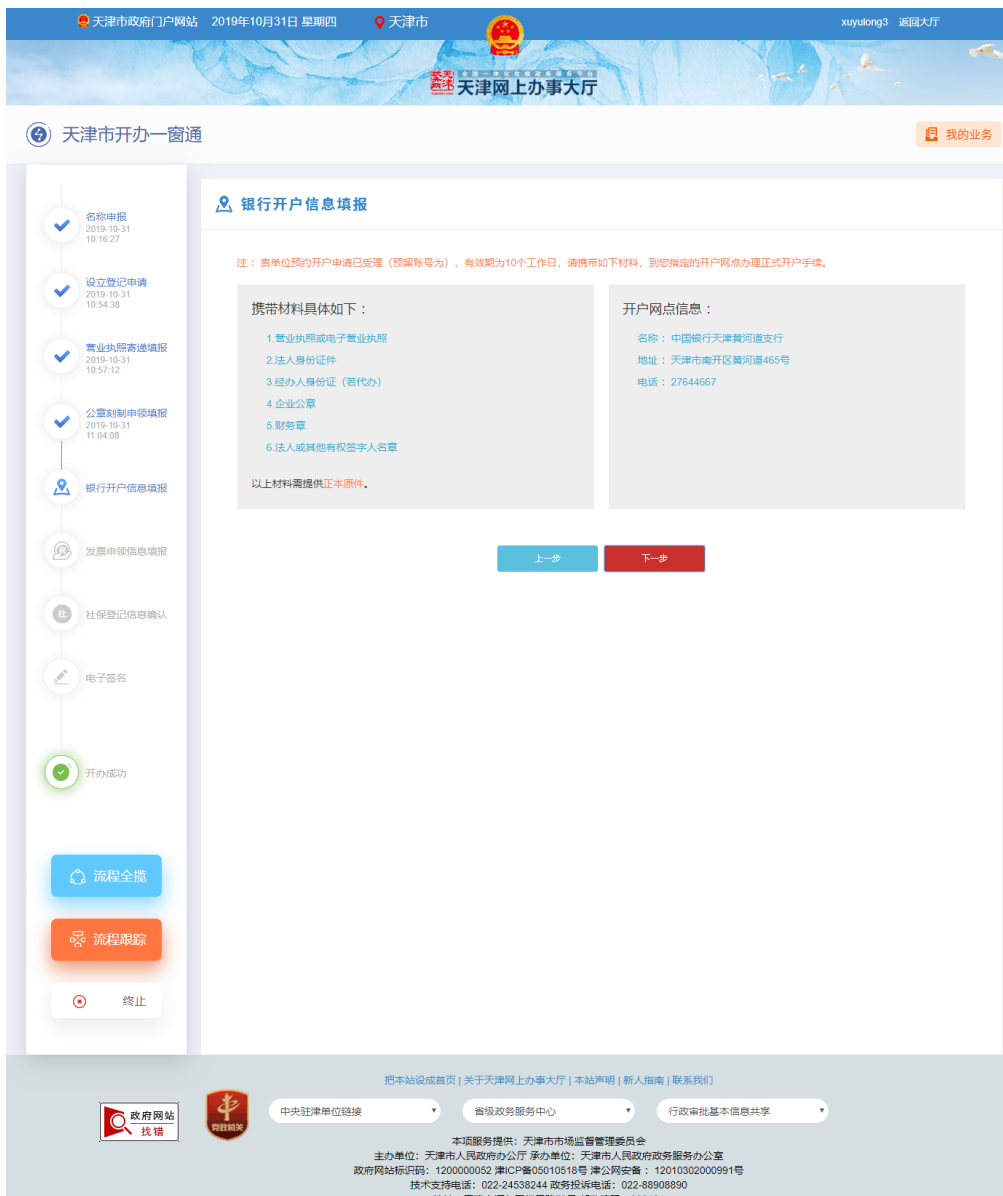 天津市政府门户网站 2019年10月31日 星期四 天津市 xuyulong3 返回大厅
全国一体化在线政务服务平台
天津网上办事大厅
天津市开办一窗通 我的业务
名称申报
2019-10-31
10:16:27
设立登记申请
2019-10-31
10:54:38
营业执照寄递填报
2019-10-31
10:57:12
公章刻制申领填报
2019-10-31
11:04:08
银行开户信息填报
发票申领信息填报
社
社保登记信息确认
电子签名
开办成功
流程全揽
流程跟踪
终止
银行开户信息填报
注：贵单位预约开户申请已受理（预留账号为），有效期为10个工作日，请携带如下材料，到您指定的开户网点办理正式开户手续。
携带材料具体如下：
1.营业执照或电子营业执照
2.法人身份证件
3.经办人身份证（若代办）
4.企业公章
5.财务章
6.法人或其他有权签字人名章
以上材料需提供正本原件。
开户网点信息：
名称：中国银行天津黄河道支行
地址：天津市南开区黄河道465号
电话：27644667
上一步 下一步
把本站设成首页 | 关于天津网上办事大厅 | 本站声明 | 新人指南 | 联系我们
政府网站
找错
党政机关
中央驻津单位链接 省级政务服务中心 行政审批基本信息共享
本项服务提供：天津市市场监督管理委员会
主办单位：天津市人民政府办公厅 承办单位：天津市人民政府政务服务办公室
政府网站标识码：1200000052 津ICP备05010518号 津公网安备：12010302000991号
技术支持电话：022-24538244 政务投诉电话：022-88908890